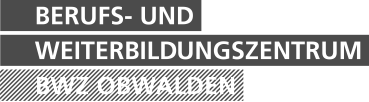 BERUFS- UND
WEITERBILDUNGSZENTRUM
BWZ OBWALDEN